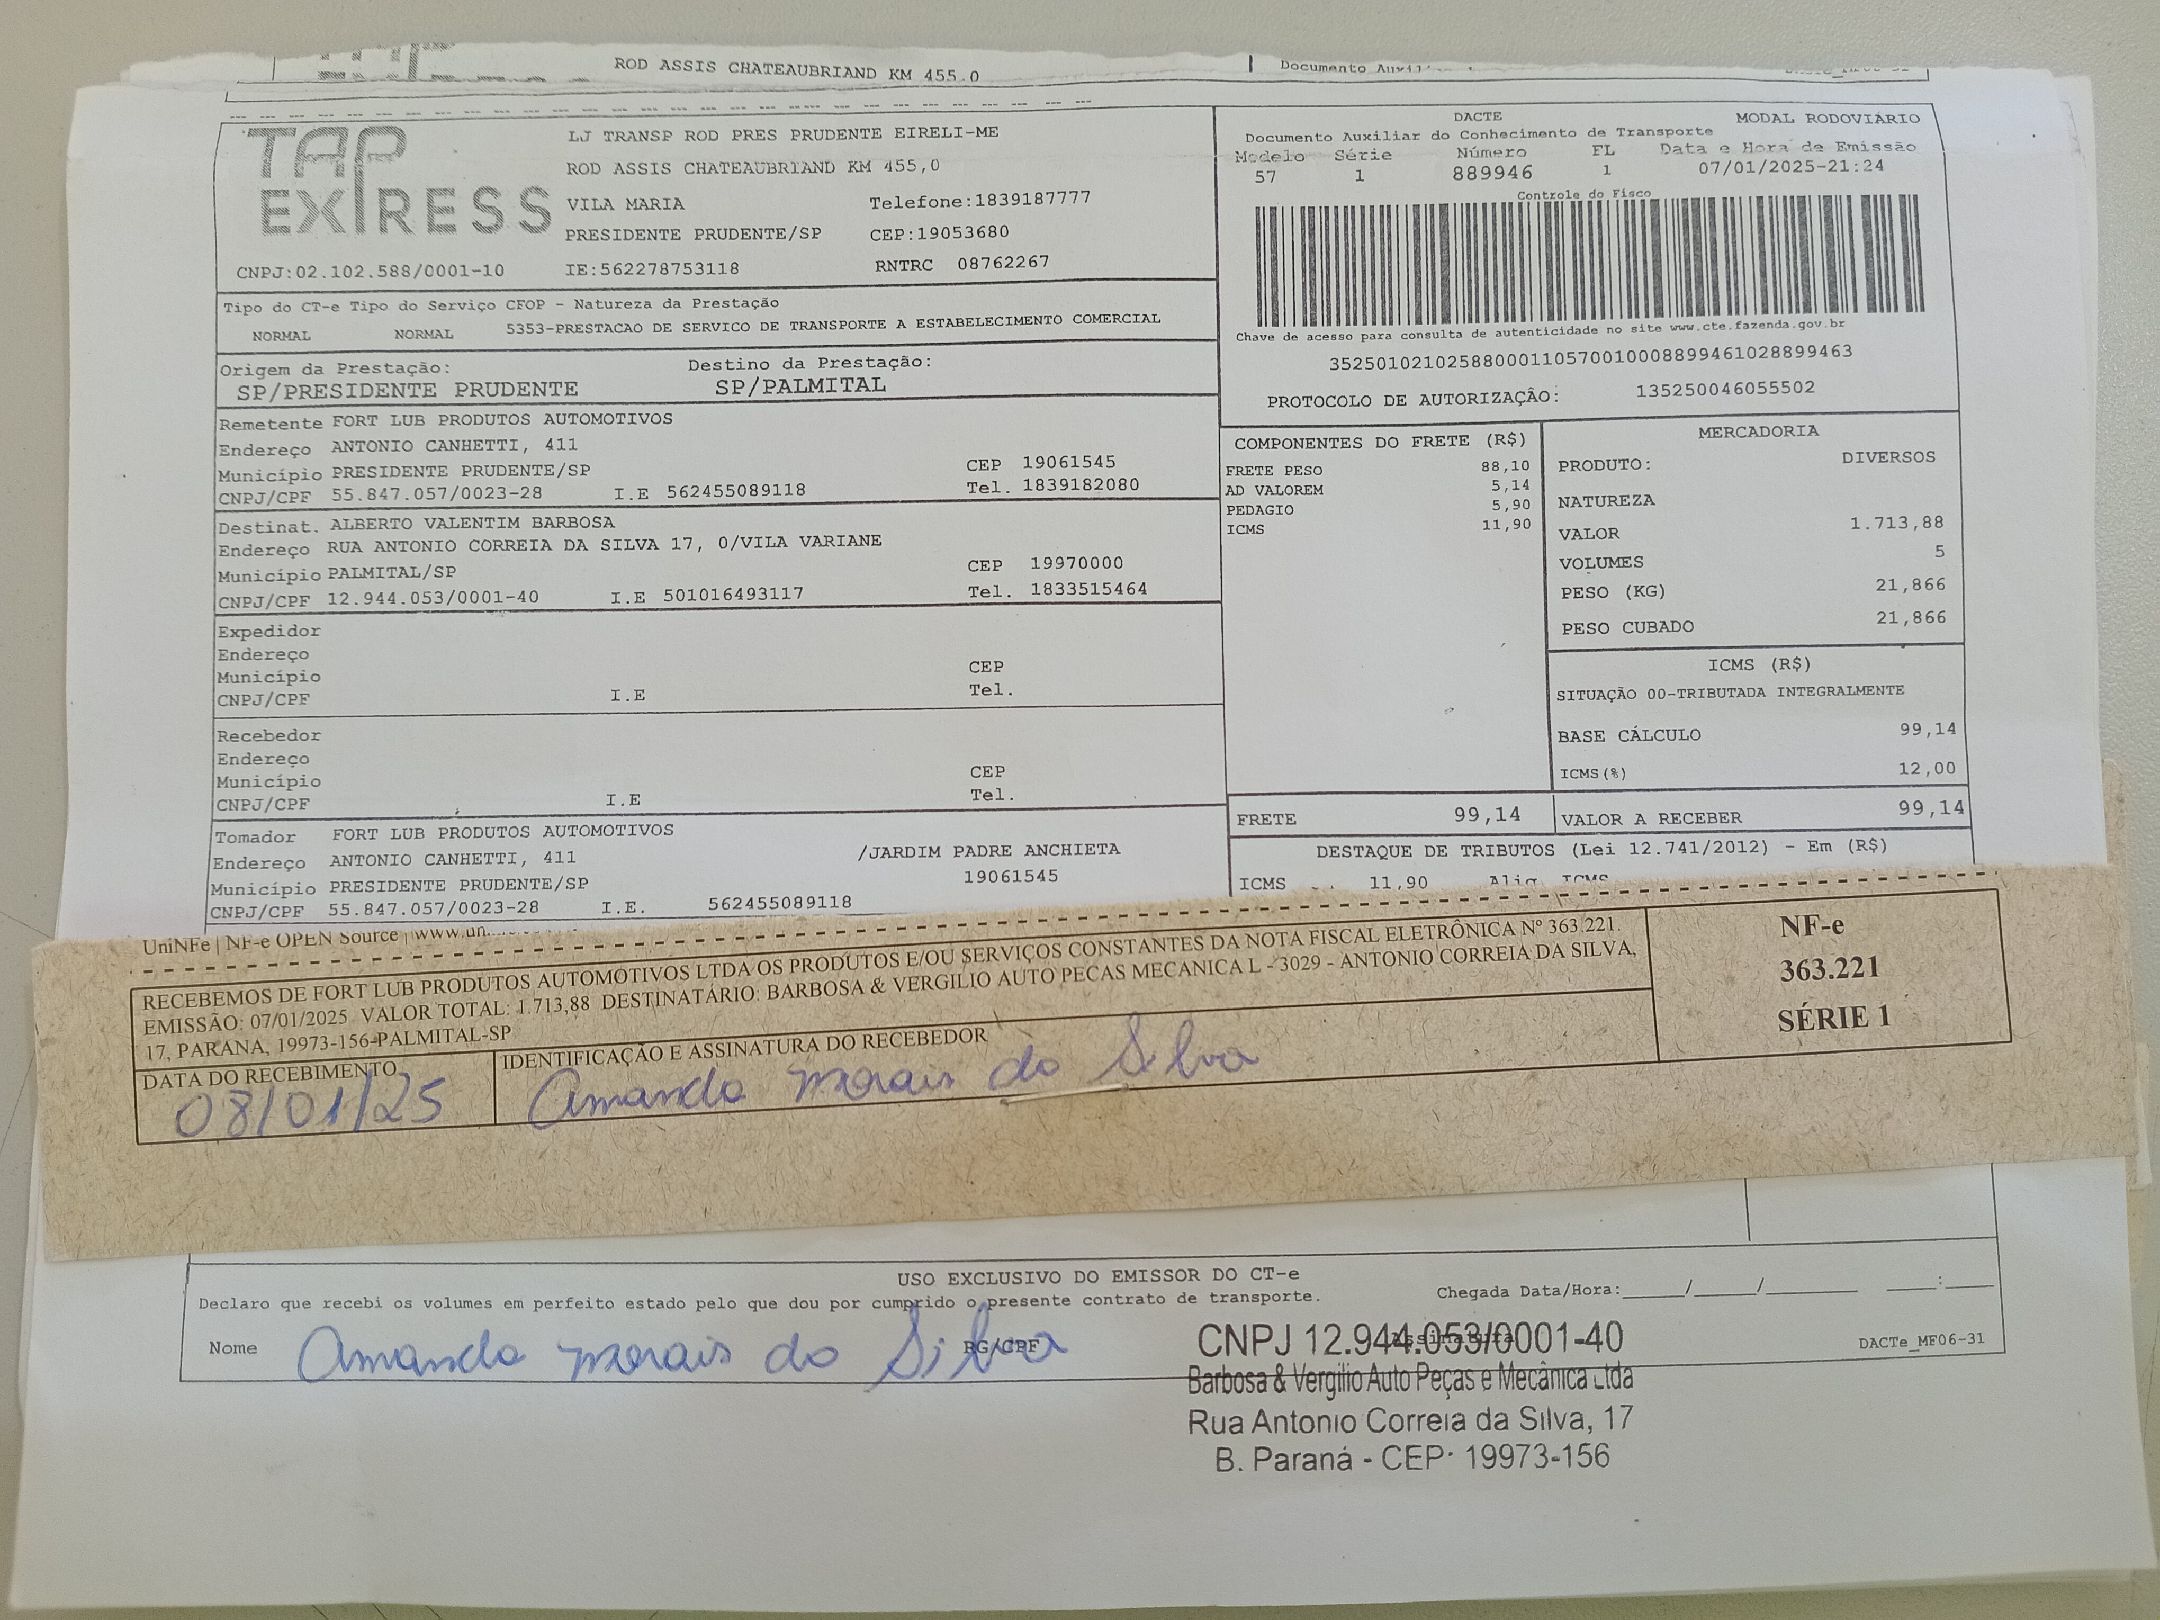 ROD ASSIS CHATEAUBRIAND KM 455.0
Documento
TAP EXPRESS
LJ TRANSP ROD PRES PRUDENTE EIRELI-ME
ROD ASSIS CHATEAUBRIAND KM 455,0
VILA MARIA Telefone:1839187777
PRESIDENTE PRUDENTE/SP CEP:19053680
CNPJ:02.102.588/0001-10 IE:562278753118 RNTRC 08762267
DACTE MODAL RODOVIÁRIO
Documento Auxiliar do Conhecimento de Transporte
Modelo Série Número FL Data e Hora de Emissão
57 1 889946 1 07/01/2025-21:24
Controle do Fisco
Chave de acesso para consulta de autenticidade no site www.cte.fazenda.gov.br
35250102102588000110570010008899461028899463
PROTOCOLO DE AUTORIZAÇÃO: 135250046055502
Tipo do CT-e Tipo do Serviço CFOP - Natureza da Prestação
NORMAL NORMAL 5353-PRESTACAO DE SERVICO DE TRANSPORTE A ESTABELECIMENTO COMERCIAL
Origem da Prestação: Destino da Prestação:
SP/PRESIDENTE PRUDENTE SP/PALMITAL
Remetente FORT LUB PRODUTOS AUTOMOTIVOS
Endereço ANTONIO CANHETTI, 411
Município PRESIDENTE PRUDENTE/SP CEP 19061545
CNPJ/CPF 55.847.057/0023-28 I.E 562455089118 Tel. 1839182080
Destinat. ALBERTO VALENTIM BARBOSA
Endereço RUA ANTONIO CORREIA DA SILVA 17, 0/VILA VARIANE
Município PALMITAL/SP CEP 19970000
CNPJ/CPF 12.944.053/0001-40 I.E 501016493117 Tel. 1833515464
Expedidor
Endereço
Município CEP
CNPJ/CPF I.E Tel.
Recebedor
Endereço
Município CEP
CNPJ/CPF I.E Tel.
Tomador FORT LUB PRODUTOS AUTOMOTIVOS
Endereço ANTONIO CANHETTI, 411 /JARDIM PADRE ANCHIETA
Município PRESIDENTE PRUDENTE/SP 19061545
CNPJ/CPF 55.847.057/0023-28 I.E. 562455089118
COMPONENTES DO FRETE (R$)
FRETE PESO 88,10
AD VALOREM 5,14
PEDAGIO 5,90
ICMS 11,90
MERCADORIA
PRODUTO: DIVERSOS
NATUREZA
VALOR 1.713,88
VOLUMES 5
PESO (KG) 21,866
PESO CUBADO 21,866
ICMS (R$)
SITUAÇÃO 00-TRIBUTADA INTEGRALMENTE
BASE CÁLCULO 99,14
ICMS(%) 12,00
FRETE 99,14 VALOR A RECEBER 99,14
DESTAQUE DE TRIBUTOS (Lei 12.741/2012) - Em (R$)
ICMS 11,90 Aliq ICMS
UniNFe | NF-e OPEN Source |
RECEBEMOS DE FORT LUB PRODUTOS AUTOMOTIVOS LTDA OS PRODUTOS E/OU SERVIÇOS CONSTANTES DA NOTA FISCAL ELETRÔNICA Nº 363.221.
EMISSÃO: 07/01/2025 VALOR TOTAL: 1.713,88 DESTINATÁRIO: BARBOSA & VERGILIO AUTO PECAS MECANICA L - 3029 - ANTONIO CORREIA DA SILVA,
17, PARANA, 19973-156-PALMITAL-SP
DATA DO RECEBIMENTO IDENTIFICAÇÃO E ASSINATURA DO RECEBEDOR
08/01/25 Amanda morais da Silva
NF-e
363.221
SÉRIE 1
USO EXCLUSIVO DO EMISSOR DO CT-e
Declaro que recebi os volumes em perfeito estado pelo que dou por cumprido o presente contrato de transporte. Chegada Data/Hora:____/____/______ ___:___
Nome Amanda morais da Silva RG/CPF Assinatura DACTe_MF06-31
CNPJ 12.944.053/0001-40
Barbosa & Vergilio Auto Peças e Mecânica Ltda
Rua Antonio Correia da Silva, 17
B. Paraná - CEP: 19973-156